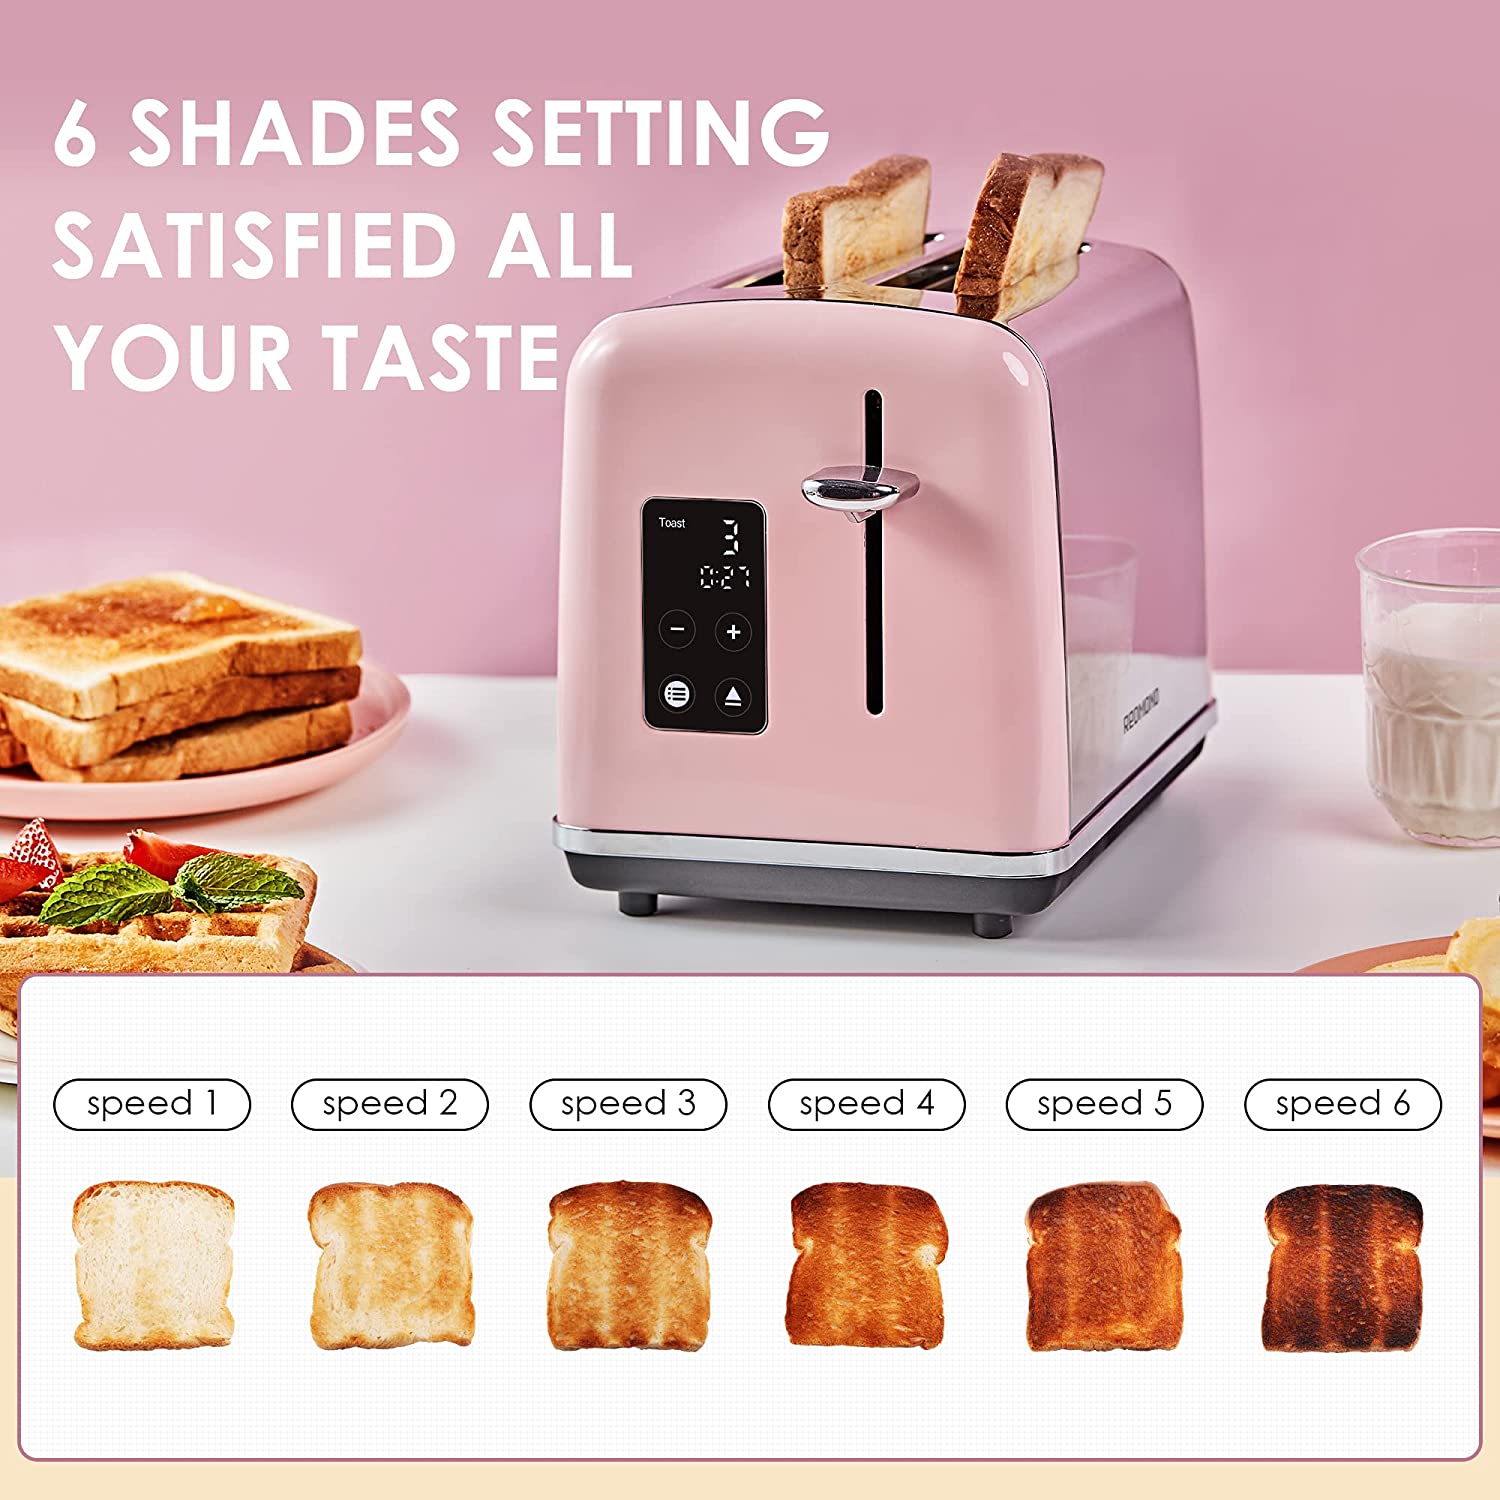 6 SHADES SETTING
SATISFIED ALL
YOUR TASTE
Toast
3
0:27
REDMOND
speed 1 speed 2 speed 3 speed 4 speed 5 speed 6